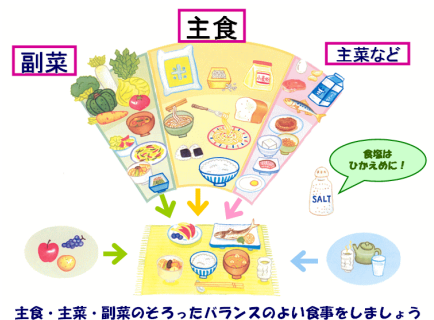 主食
副菜
主菜など
食塩は
ひかえめに！
SALT
主食・主菜・副菜のそろったバランスのよい食事をしましょう